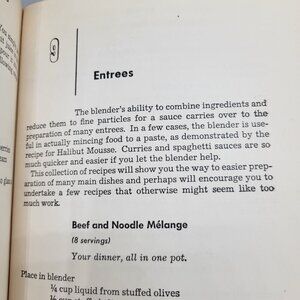 Entrees
The blender's ability to combine ingredients and
reduce them to fine particles for a sauce carries over to the
preparation of many entrees. In a few cases, the blender is use-
ful in actually mincing food to a paste, as demonstrated by the
recipe for Halibut Mousse. Curries and spaghetti sauces are so
much quicker and easier if you let the blender help.
This collection of recipes will show you the way to easier prep-
aration of many main dishes and perhaps will encourage you to
undertake a few recipes that otherwise might seem like too
much work.
Beef and Noodle Mélange
(8 servings)
Your dinner, all in one pot.
Place in blender
¼ cup liquid from stuffed olives